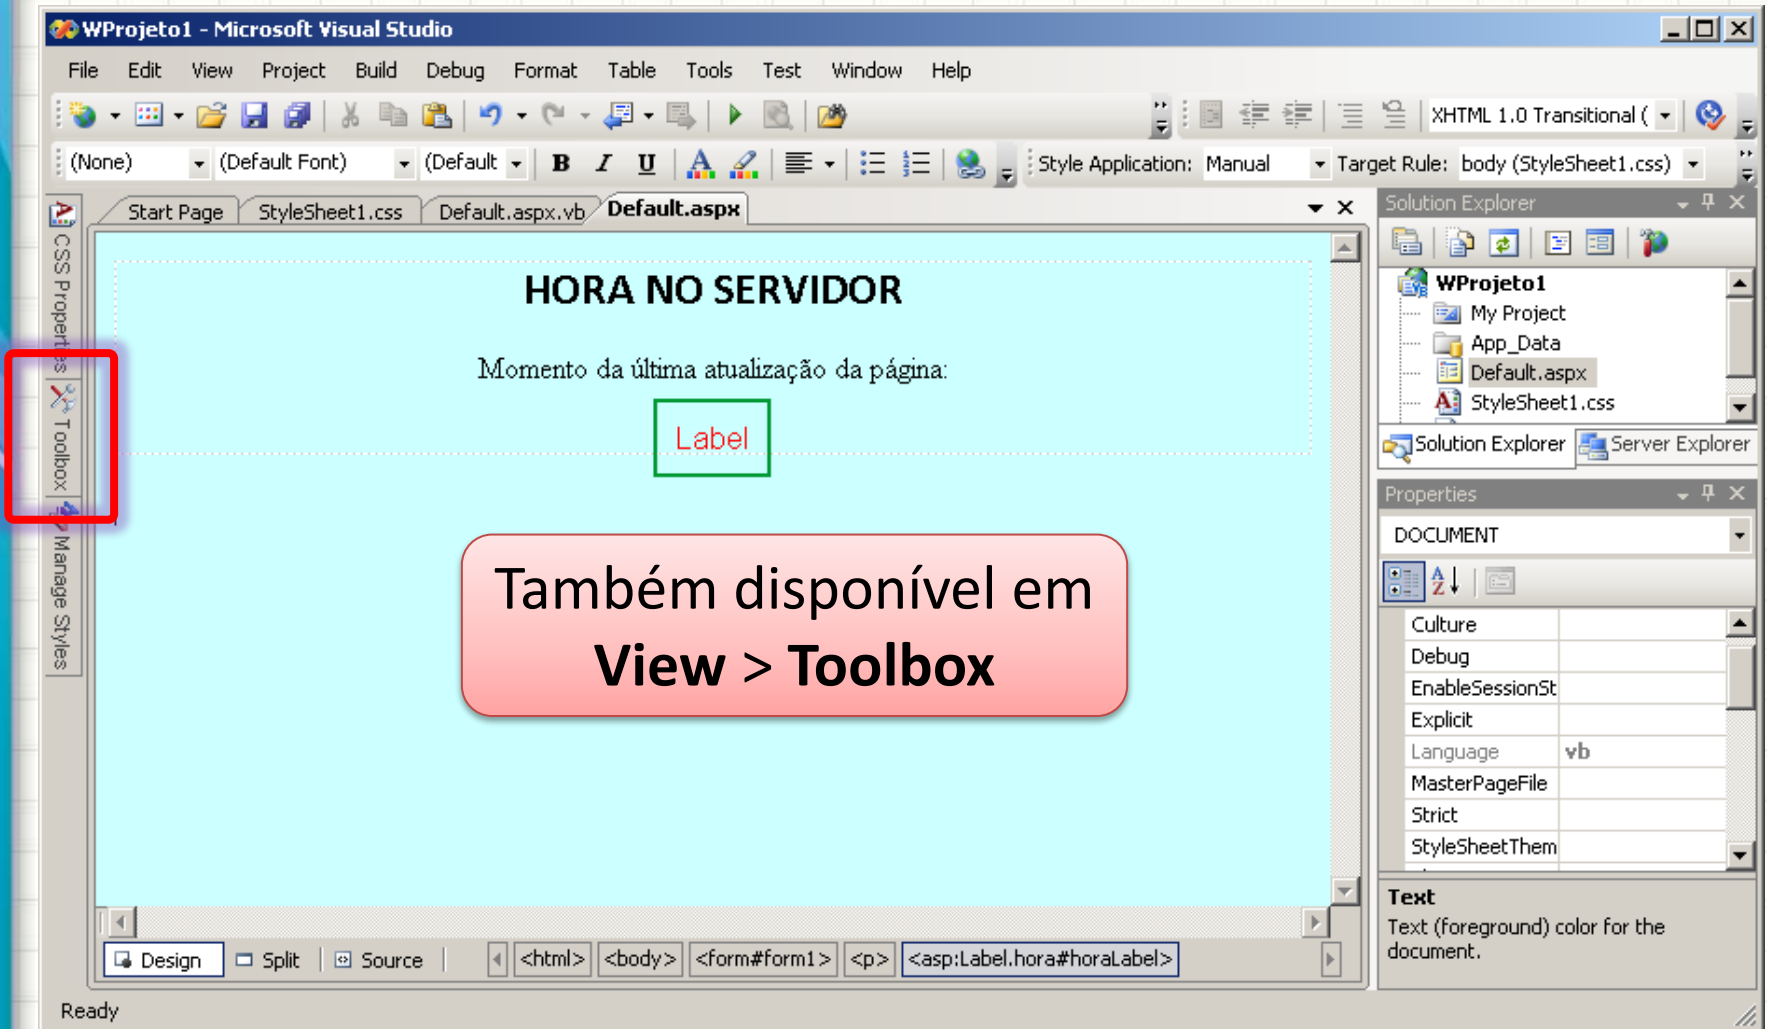 WProjeto1 - Microsoft Visual Studio
File Edit View Project Build Debug Format Table Tools Test Window Help
XHTML 1.0 Transitional (
(None) (Default Font) (Default B I U A Style Application: Manual Target Rule: body (StyleSheet1.css)
CSS Properties
Toolbox
Manage Styles
Start Page StyleSheet1.css Default.aspx.vb Default.aspx
HORA NO SERVIDOR
Momento da última atualização da página:
Label
Também disponível em
View > Toolbox
Design Split Source <html> <body> <form#form1> <p> <asp:Label.hora#horaLabel>
Ready
Solution Explorer
WProjeto1
My Project
App_Data
Default.aspx
StyleSheet1.css
Solution Explorer Server Explorer
Properties
DOCUMENT
Culture
Debug
EnableSessionSt
Explicit
Language vb
MasterPageFile
Strict
StyleSheetThem
Text
Text (foreground) color for the
document.